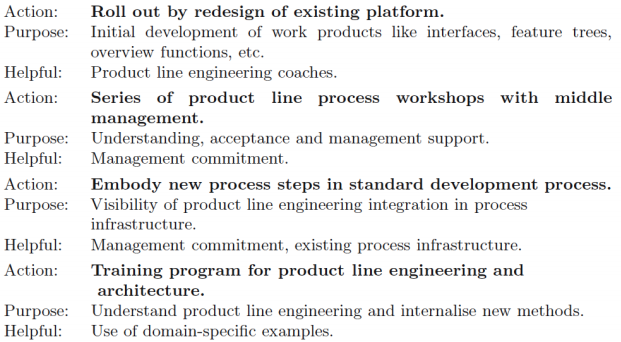 Action: Roll out by redesign of existing platform.
Purpose: Initial development of work products like interfaces, feature trees,
overview functions, etc.
Helpful: Product line engineering coaches.
Action: Series of product line process workshops with middle
management.
Purpose: Understanding, acceptance and management support.
Helpful: Management commitment.
Action: Embody new process steps in standard development process.
Purpose: Visibility of product line engineering integration in process
infrastructure.
Helpful: Management commitment, existing process infrastructure.
Action: Training program for product line engineering and
architecture.
Purpose: Understand product line engineering and internalise new methods.
Helpful: Use of domain-specific examples.